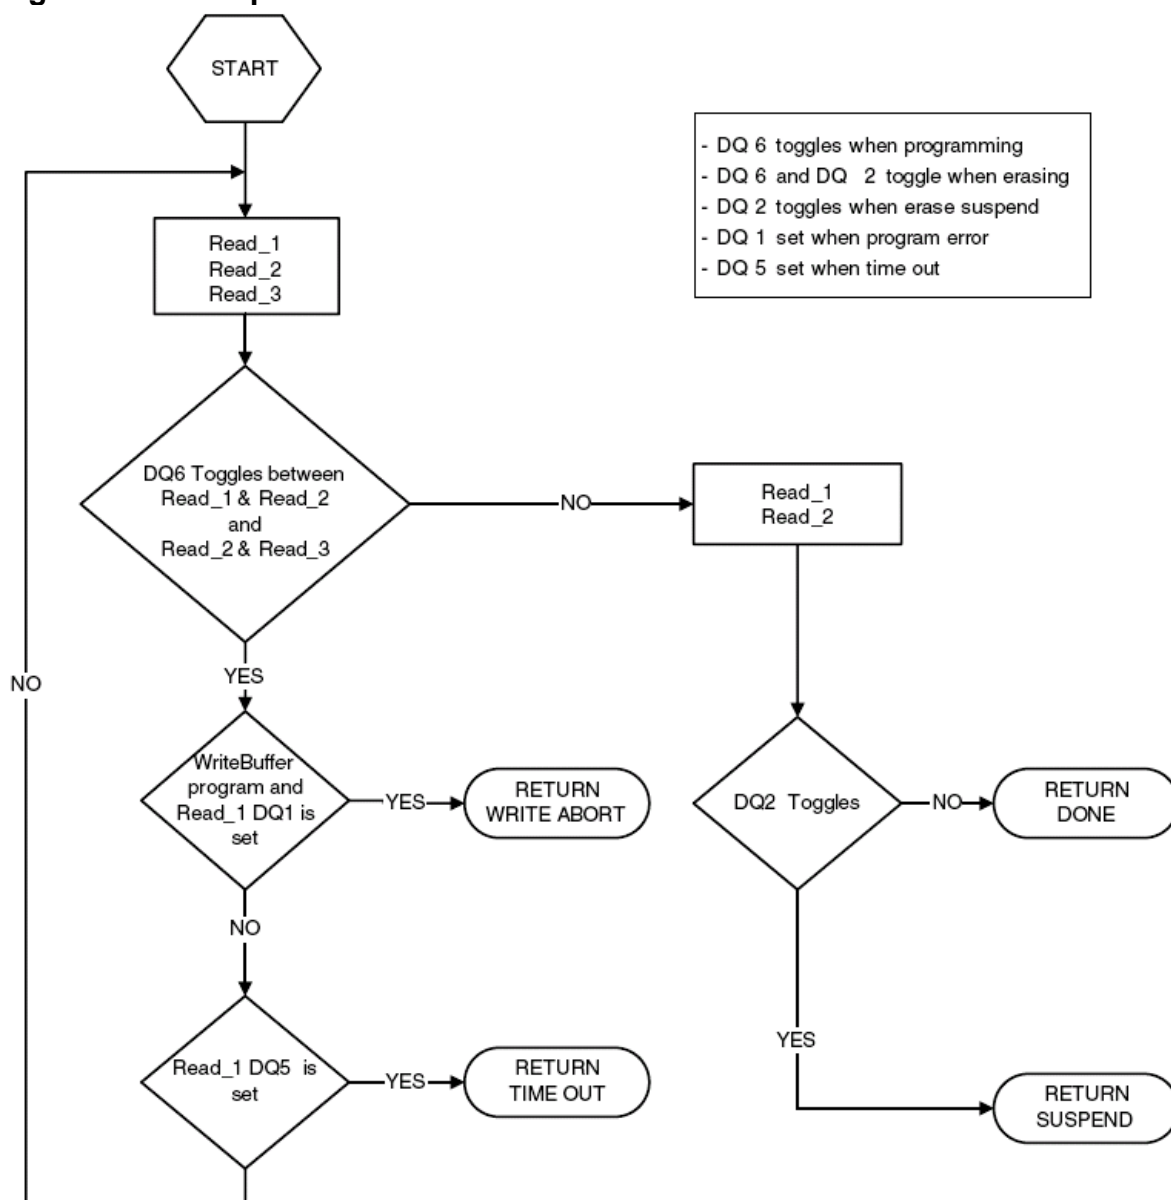 START
- DQ 6 toggles when programming
- DQ 6 and DQ 2 toggle when erasing
- DQ 2 toggles when erase suspend
- DQ 1 set when program error
- DQ 5 set when time out
Read_1
Read_2
Read_3
DQ6 Toggles between
Read_1 & Read_2
and
Read_2 & Read_3
NO
Read_1
Read_2
YES
NO
WriteBuffer
program and
Read_1 DQ1 is
set
YES
RETURN
WRITE ABORT
DQ2 Toggles
NO
RETURN
DONE
NO
YES
Read_1 DQ5 is
set
YES
RETURN
TIME OUT
RETURN
SUSPEND